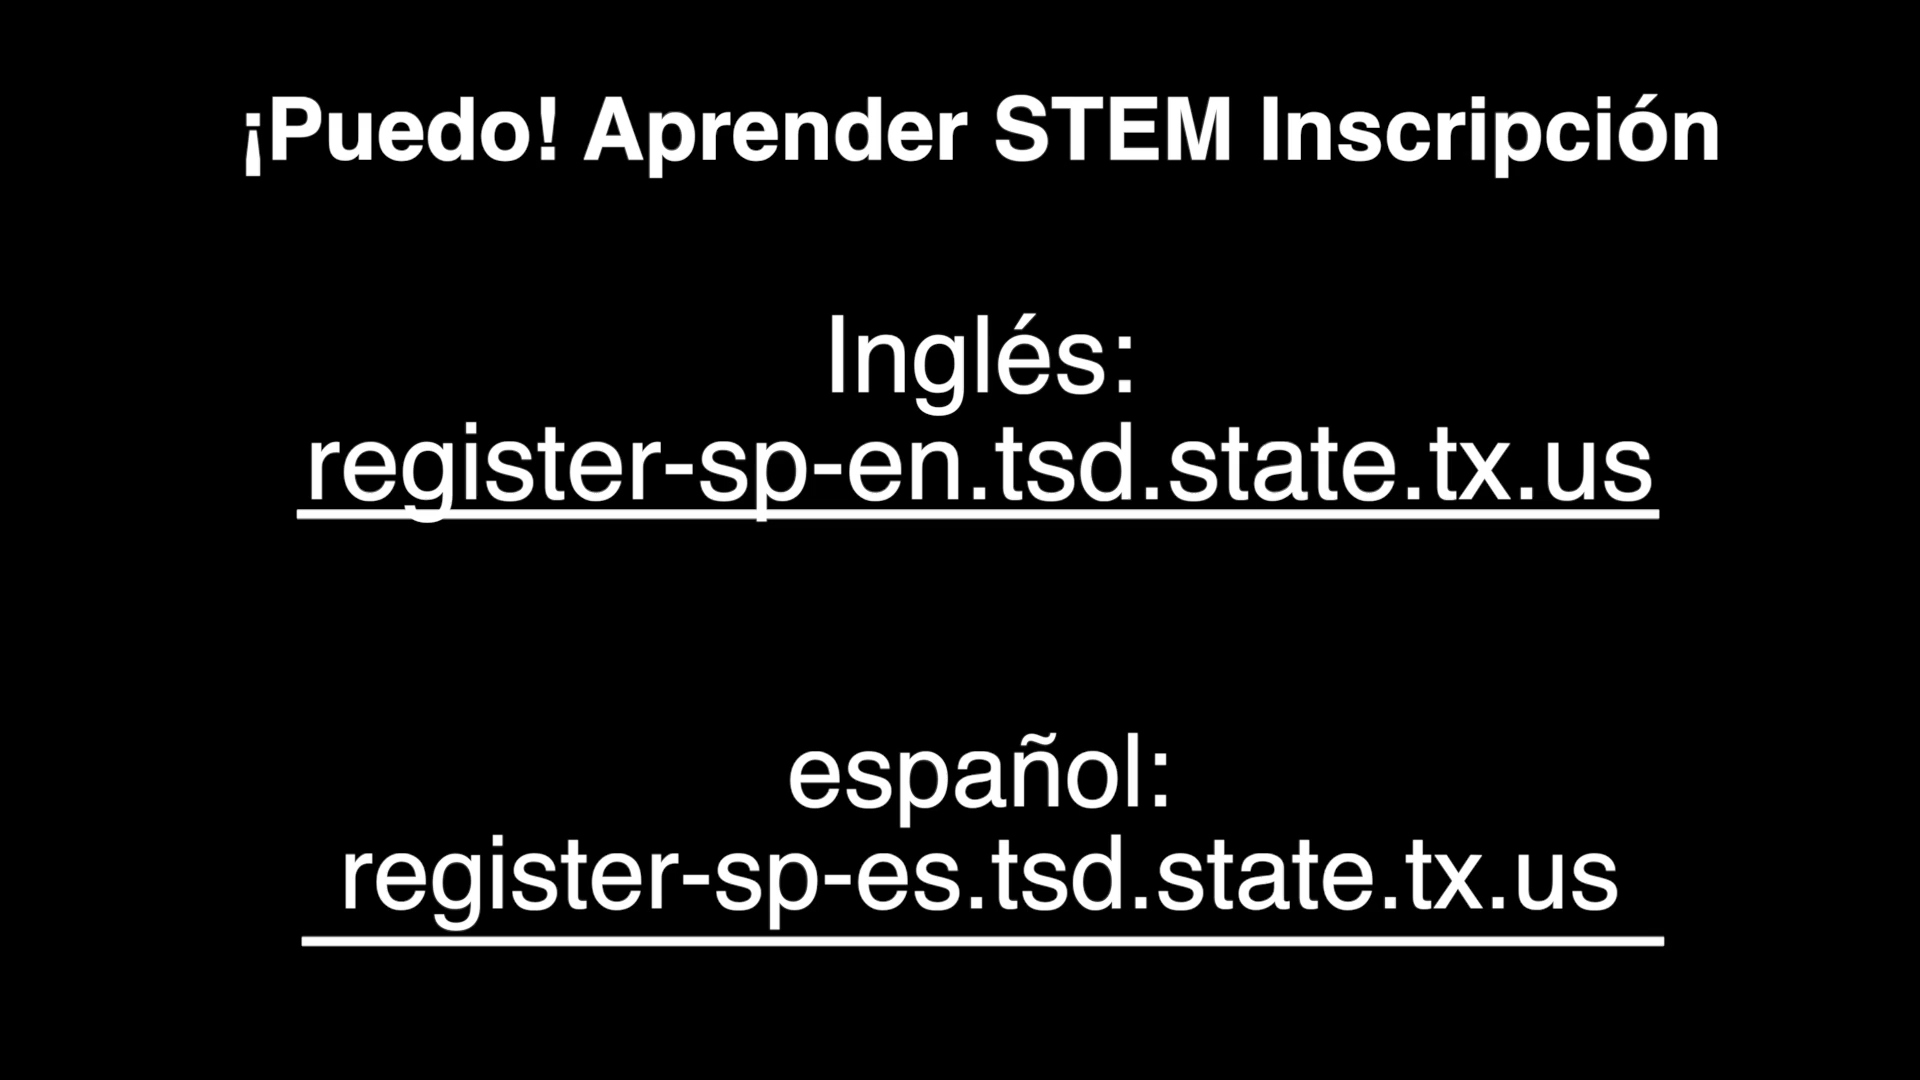 ¡Puedo! Aprender STEM Inscripción
Inglés:
register-sp-en.tsd.state.tx.us
español:
register-sp-es.tsd.state.tx.us